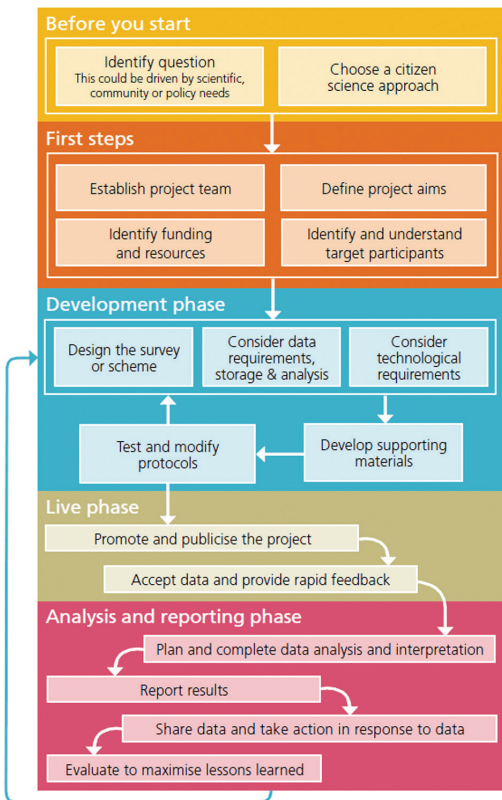 Before you start
Identify question
This could be driven by scientific,
community or policy needs
Choose a citizen
science approach
First steps
Establish project team
Define project aims
Identify funding
and resources
Identify and understand
target participants
Development phase
Design the survey
or scheme
Consider data
requirements,
storage & analysis
Consider
technological
requirements
Test and modify
protocols
Develop supporting
materials
Live phase
Promote and publicise the project
Accept data and provide rapid feedback
Analysis and reporting phase
Plan and complete data analysis and interpretation
Report results
Share data and take action in response to data
Evaluate to maximise lessons learned